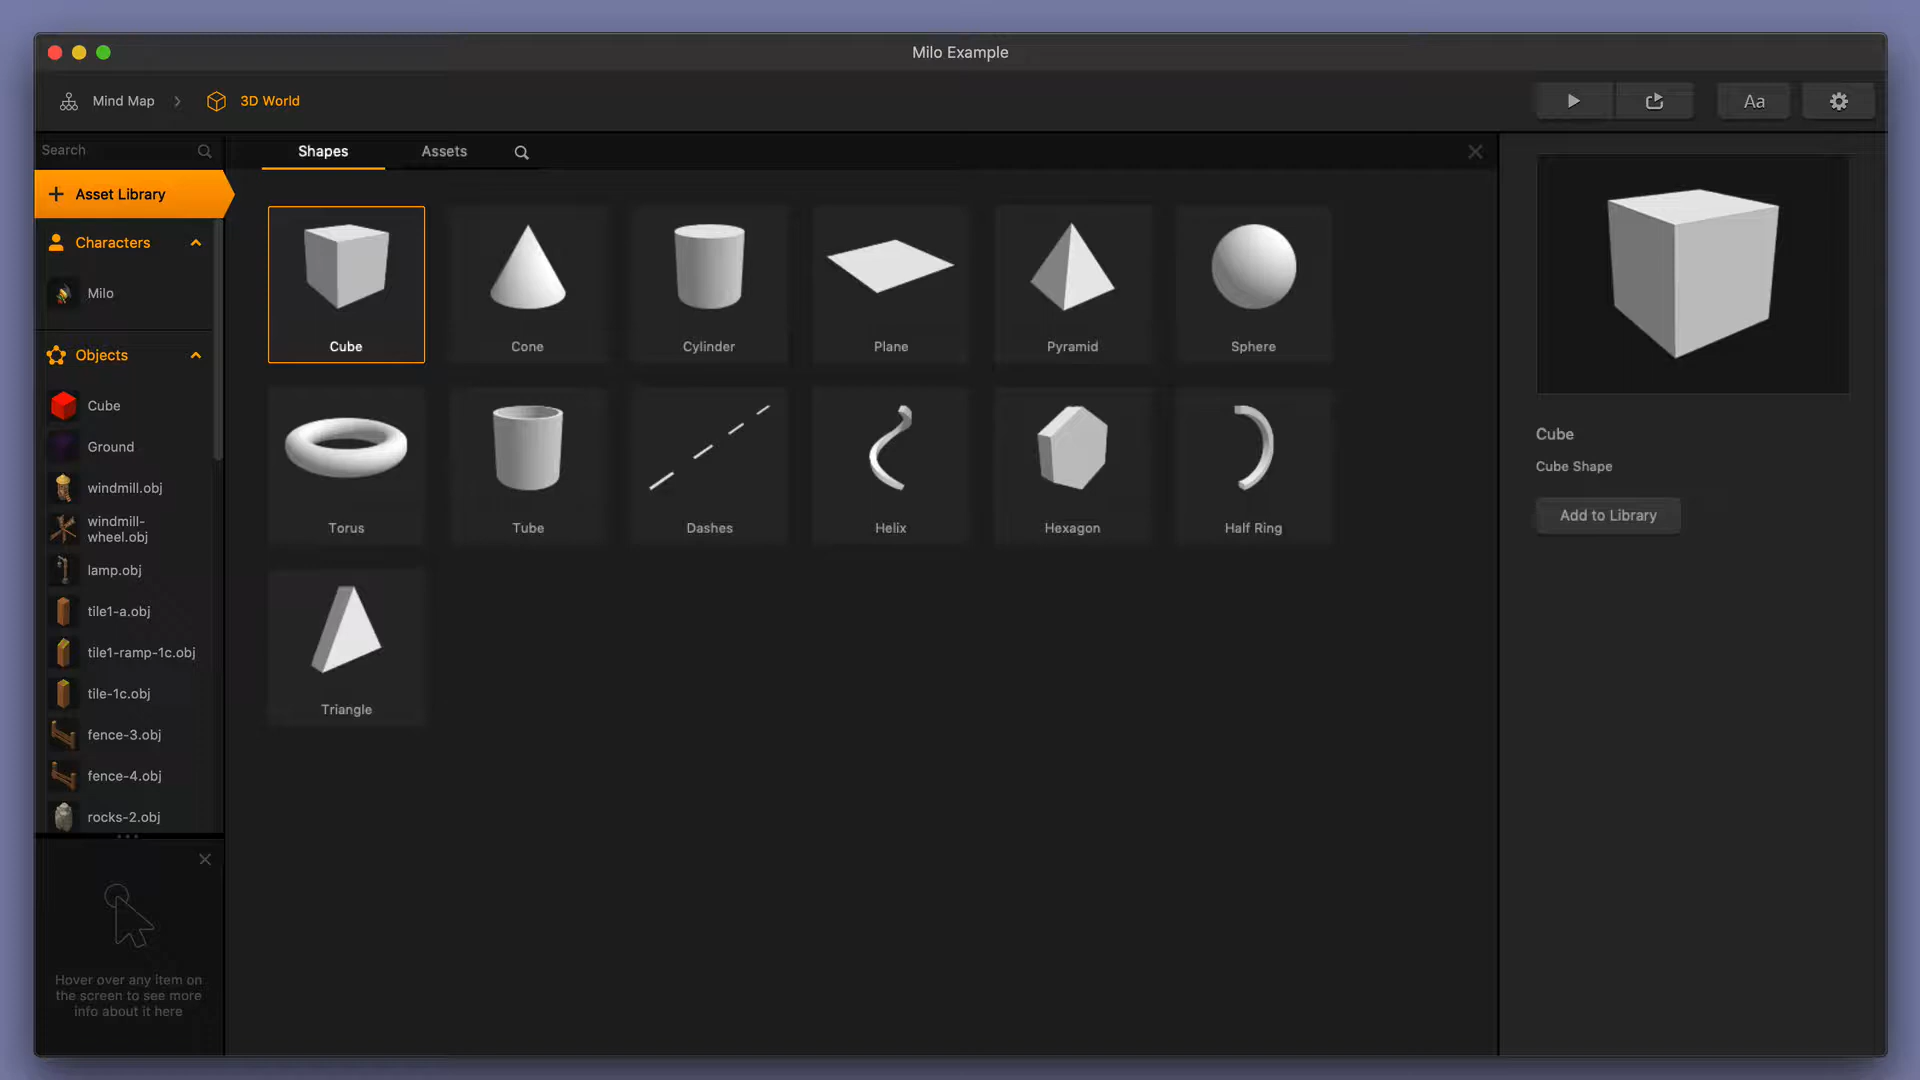 Milo Example
Mind Map
3D World
Aa
Search
Shapes
Assets
Asset Library
Characters
Milo
Objects
Cube
Ground
windmill.obj
windmill-
wheel.obj
lamp.obj
tile1-a.obj
tile1-ramp-1c.obj
tile-1c.obj
fence-3.obj
fence-4.obj
rocks-2.obj
Hover over any item on
the screen to see more
info about it here
Cube
Cone
Cylinder
Plane
Pyramid
Sphere
Torus
Tube
Dashes
Helix
Hexagon
Half Ring
Triangle
Cube
Cube Shape
Add to Library